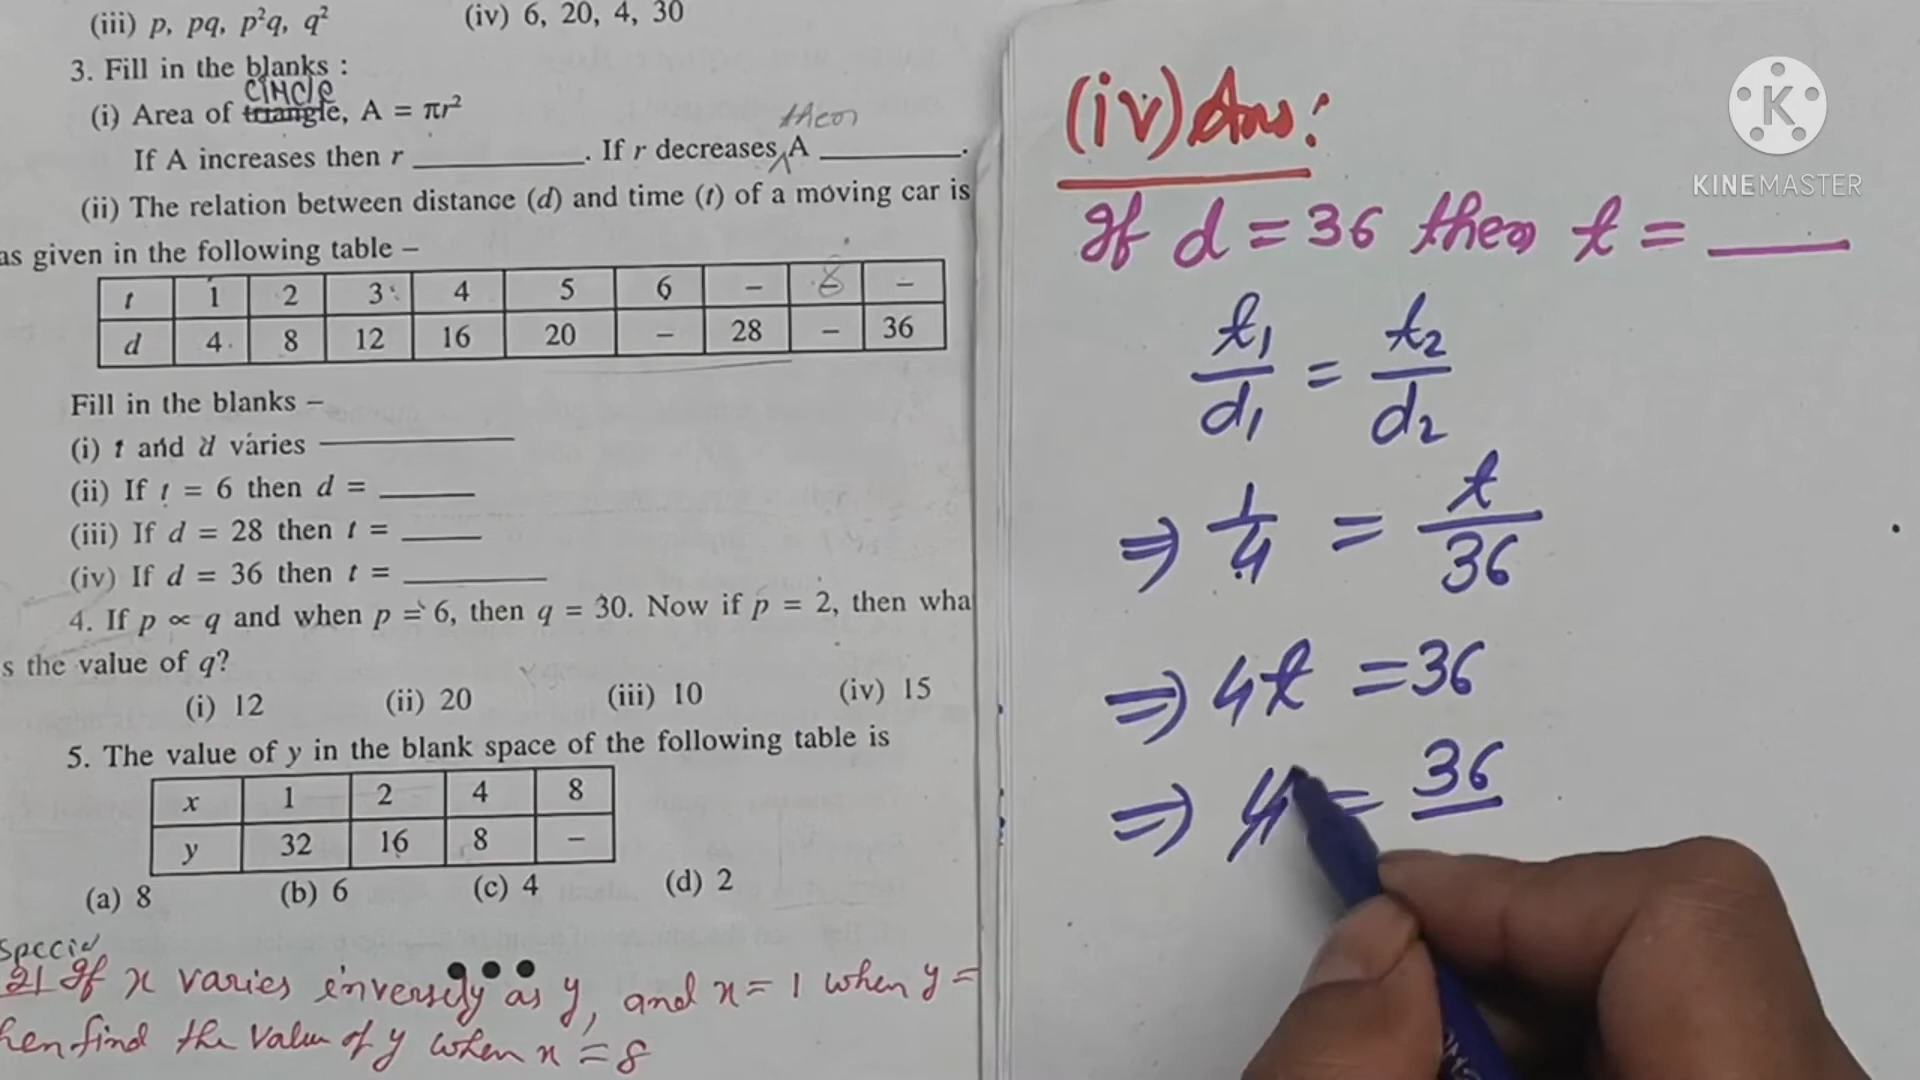 (iii) p, pq, p²q, q² (iv) 6, 20, 4, 30
3. Fill in the blanks :
circle
(i) Area of triangle, A = πr²
then
If A increases then r ________. If r decreases, A ________.
(ii) The relation between distance (d) and time (t) of a moving car is
as given in the following table –
t 1 2 3 4 5 6 – 8 –
d 4 8 12 16 20 – 28 – 36
Fill in the blanks –
(i) t and d varies ________
(ii) If t = 6 then d = ________
(iii) If d = 28 then t = ________
(iv) If d = 36 then t = ________
4. If p ∝ q and when p = 6, then q = 30. Now if p = 2, then wha
s the value of q?
(i) 12 (ii) 20 (iii) 10 (iv) 15
5. The value of y in the blank space of the following table is
x 1 2 4 8
y 32 16 8 –
(a) 8 (b) 6 (c) 4 (d) 2
If x varies inversely as y, and x = 1 when y =
hen find the value of y when x = 8
(iv) Ans:
If d = 36 then t = ____
t₁/d₁ = t₂/d₂
⇒ 1/4 = t/36
⇒ 4t = 36
⇒ = 36
K
KINEMASTER